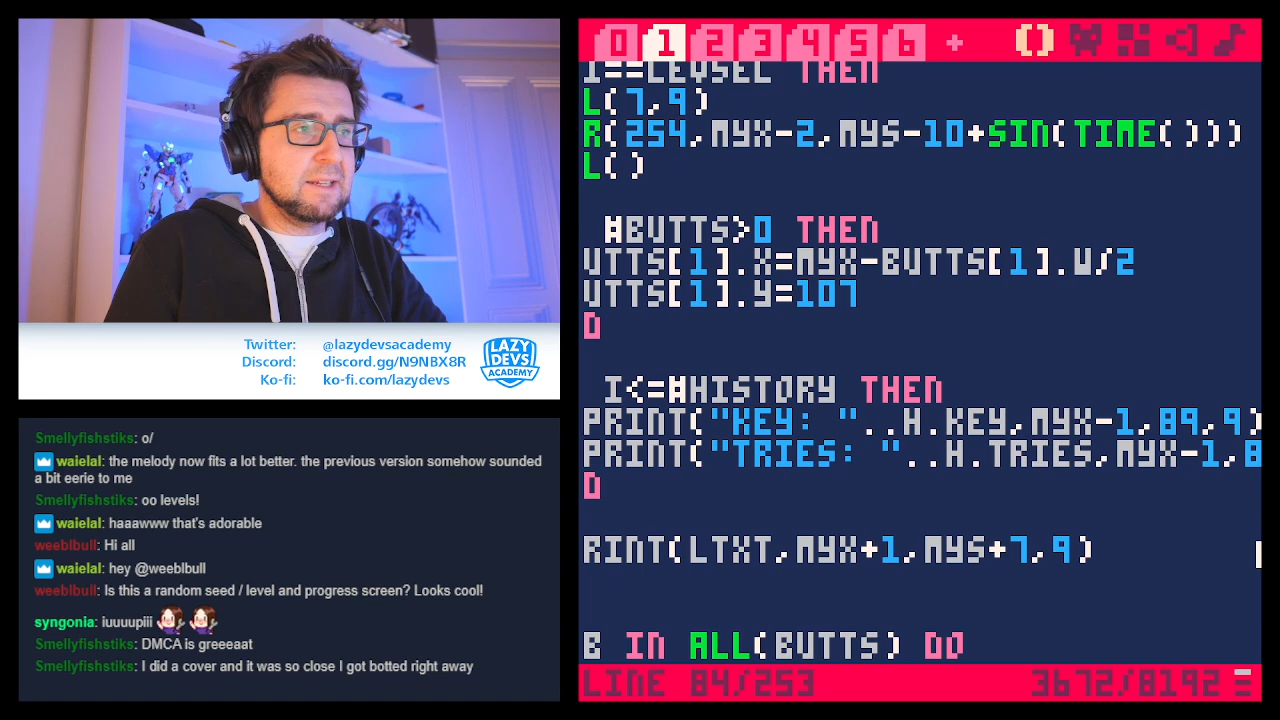 Twitter: @lazydevsacademy
Discord: discord.gg/N9NBX8R
Ko-fi: ko-fi.com/lazydevs
LAZY
DEVS
ACADEMY
Smellyfishstiks: o/
waielal: the melody now fits a lot better. the previous version somehow sounded
a bit eerie to me
Smellyfishstiks: oo levels!
waielal: haaawww that's adorable
weeblbull: Hi all
waielal: hey @weeblbull
weeblbull: Is this a random seed / level and progress screen? Looks cool!
syngonia: iuuuupiii
Smellyfishstiks: DMCA is greeeaat
Smellyfishstiks: I did a cover and it was so close I got botted right away
0 1 2 3 4 5 6 + ()
I==LEVSEL THEN
L(7,9)
R(254,MYX-2,MYS-10+SIN(TIME()))
L()
#BUTTS>0 THEN
UTTS[1].X=MYX-BUTTS[1].W/2
UTTS[1].Y=107
D
I<=#HISTORY THEN
PRINT("KEY: "..H.KEY,MYX-1,89,9)
PRINT("TRIES: "..H.TRIES,MYX-1,8
D
RINT(LTXT,MYX+1,MYS+7,9)
B IN ALL(BUTTS) DO
LINE 84/253 3672/8192